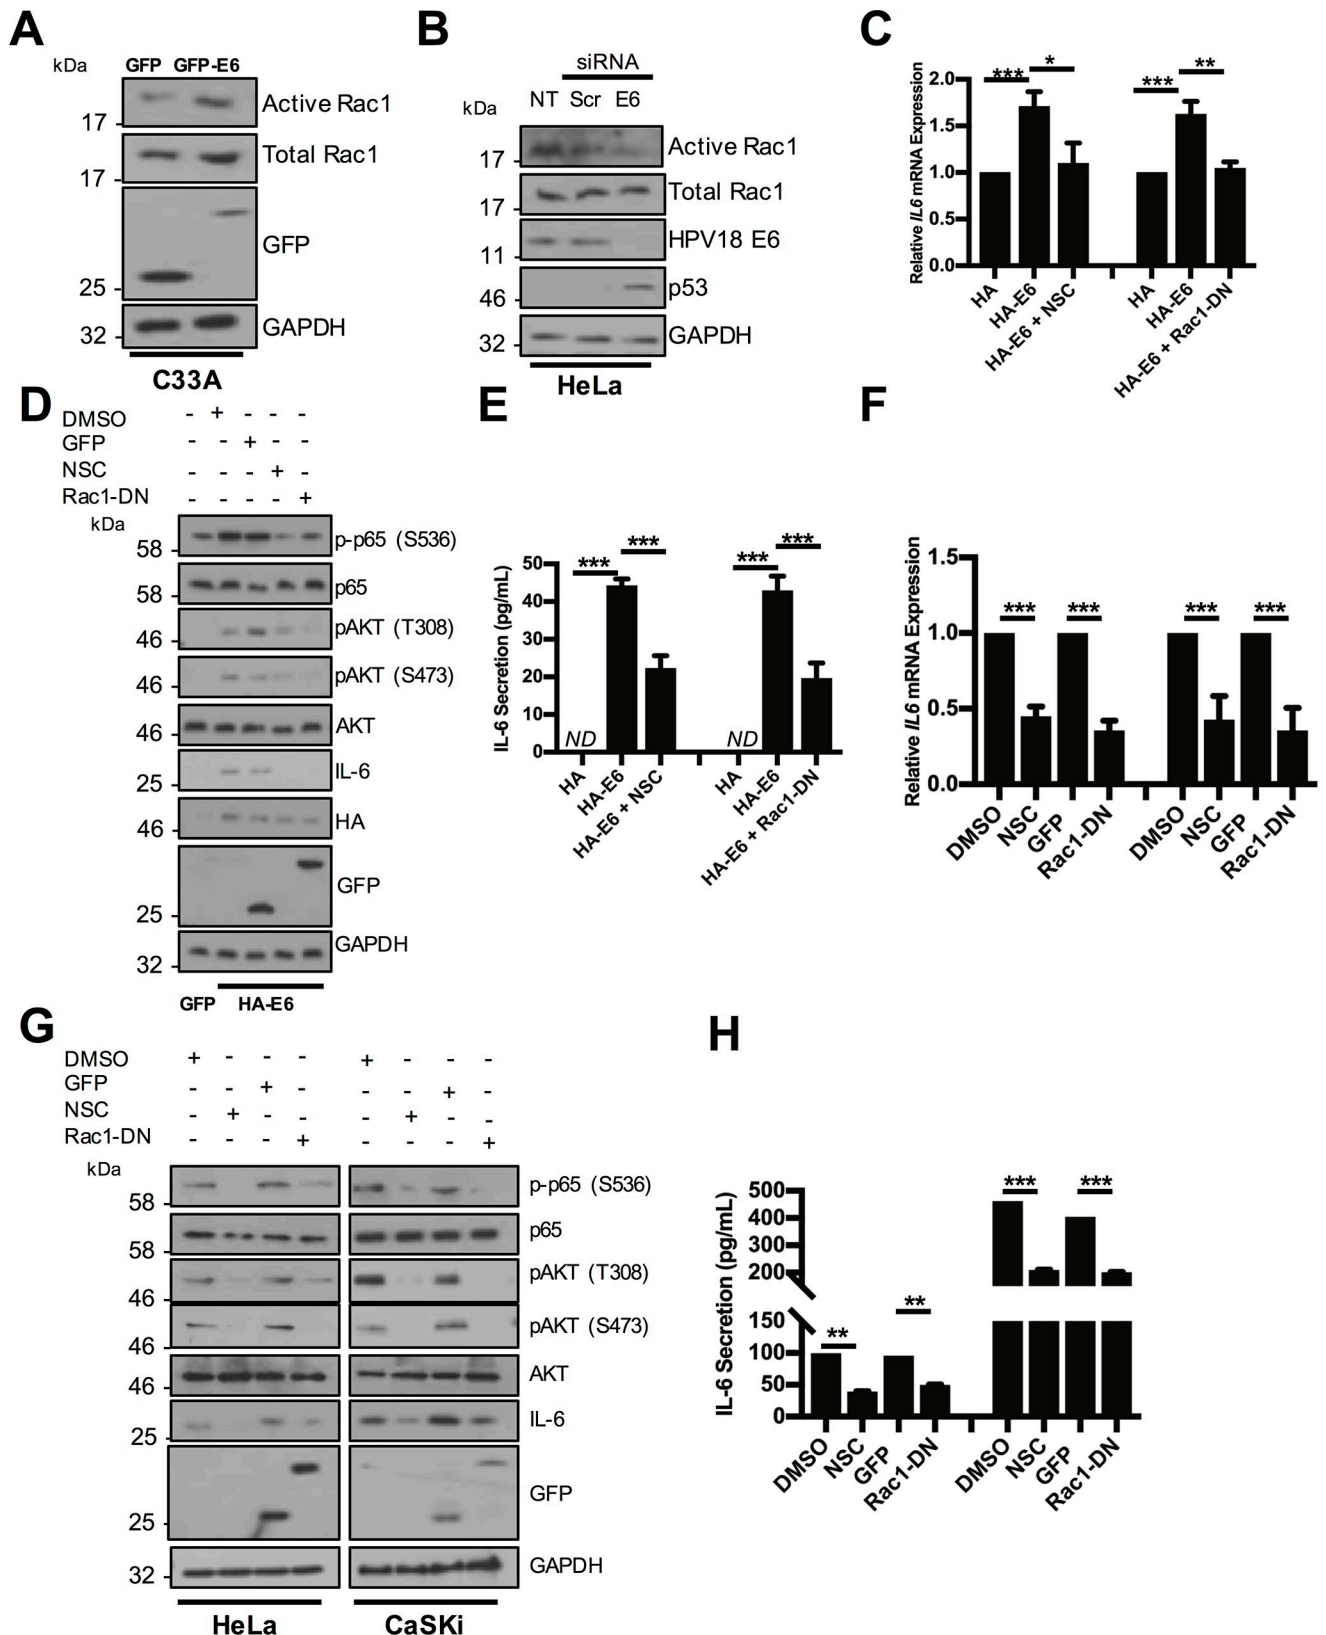 A
kDa
GFP GFP-E6
Active Rac1
17
Total Rac1
17
GFP
25
GAPDH
32
C33A
B
siRNA
kDa
NT Scr E6
Active Rac1
17
Total Rac1
17
HPV18 E6
11
p53
46
GAPDH
32
HeLa
C
Relative IL6 mRNA Expression
2.0
1.5
1.0
0.5
0.0
*** *
*** **
HA
HA-E6
HA-E6 + NSC
HA
HA-E6
HA-E6 + Rac1-DN
D
DMSO - + - - -
GFP - - + - -
NSC - - - + -
Rac1-DN - - - - +
kDa
p-p65 (S536)
58
p65
58
pAKT (T308)
46
pAKT (S473)
46
AKT
46
IL-6
25
HA
46
GFP
25
GAPDH
32
GFP HA-E6
E
IL-6 Secretion (pg/mL)
50
40
30
20
10
0
*** ***
*** ***
ND
ND
HA
HA-E6
HA-E6 + NSC
HA
HA-E6
HA-E6 + Rac1-DN
F
Relative IL6 mRNA Expression
1.5
1.0
0.5
0.0
*** *** *** ***
DMSO
NSC
GFP
Rac1-DN
DMSO
NSC
GFP
Rac1-DN
G
DMSO + - - - + - - -
GFP - - + - - - + -
NSC - + - - - + - -
Rac1-DN - - - + - - - +
kDa
p-p65 (S536)
58
p65
58
pAKT (T308)
46
pAKT (S473)
46
AKT
46
IL-6
25
GFP
25
GAPDH
32
HeLa CaSKi
H
IL-6 Secretion (pg/mL)
500
400
300
200
150
100
50
0
** ** *** ***
DMSO
NSC
GFP
Rac1-DN
DMSO
NSC
GFP
Rac1-DN